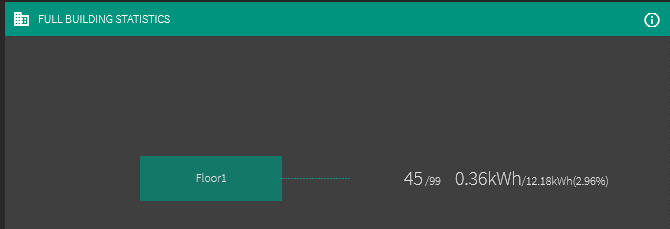 FULL BUILDING STATISTICS
Floor1 45 /99 0.36kWh/12.18kWh(2.96%)